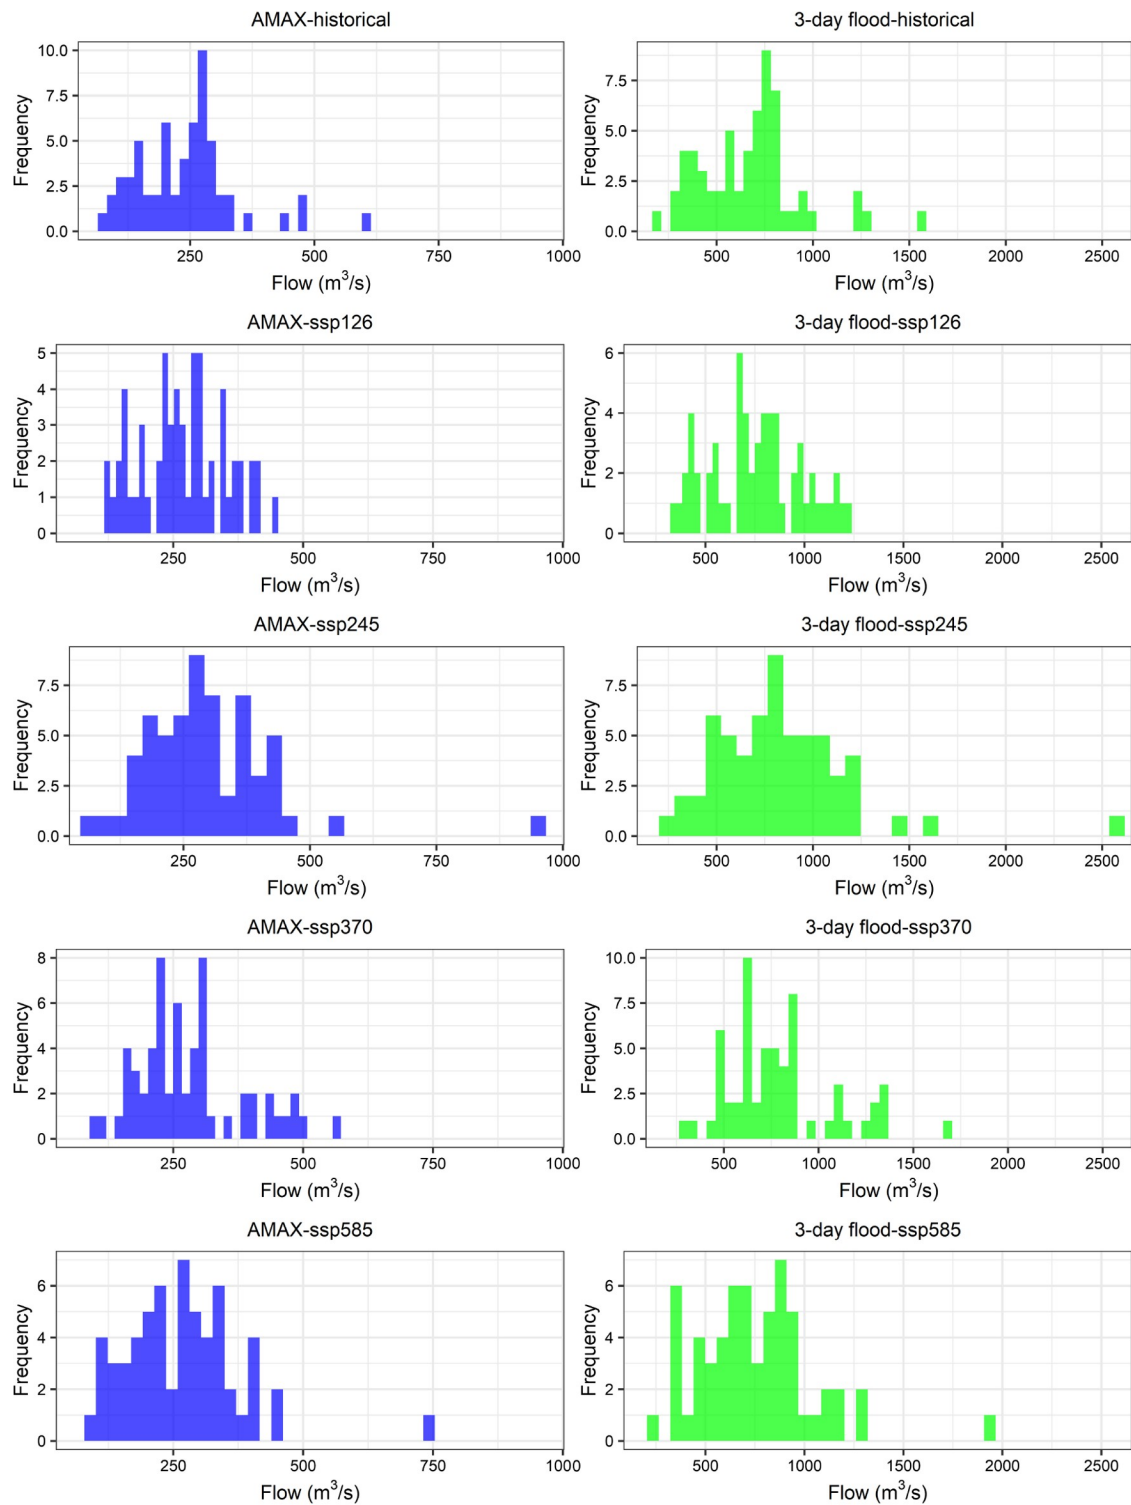 AMAX-historical
10.0
7.5
5.0
2.5
0.0
Frequency
250 500 750 1000
Flow (m³/s)
3-day flood-historical
7.5
5.0
2.5
0.0
Frequency
500 1000 1500 2000 2500
Flow (m³/s)
AMAX-ssp126
5
4
3
2
1
0
Frequency
250 500 750 1000
Flow (m³/s)
3-day flood-ssp126
6
4
2
0
Frequency
500 1000 1500 2000 2500
Flow (m³/s)
AMAX-ssp245
7.5
5.0
2.5
0.0
Frequency
250 500 750 1000
Flow (m³/s)
3-day flood-ssp245
7.5
5.0
2.5
0.0
Frequency
500 1000 1500 2000 2500
Flow (m³/s)
AMAX-ssp370
8
6
4
2
0
Frequency
250 500 750 1000
Flow (m³/s)
3-day flood-ssp370
10.0
7.5
5.0
2.5
0.0
Frequency
500 1000 1500 2000 2500
Flow (m³/s)
AMAX-ssp585
6
4
2
0
Frequency
250 500 750 1000
Flow (m³/s)
3-day flood-ssp585
6
4
2
0
Frequency
500 1000 1500 2000 2500
Flow (m³/s)